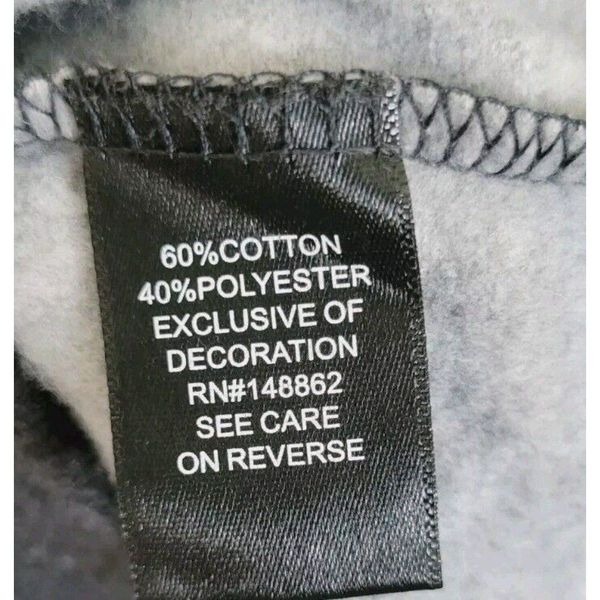 60%COTTON
40%POLYESTER
EXCLUSIVE OF
DECORATION
RN#148862
SEE CARE
ON REVERSE